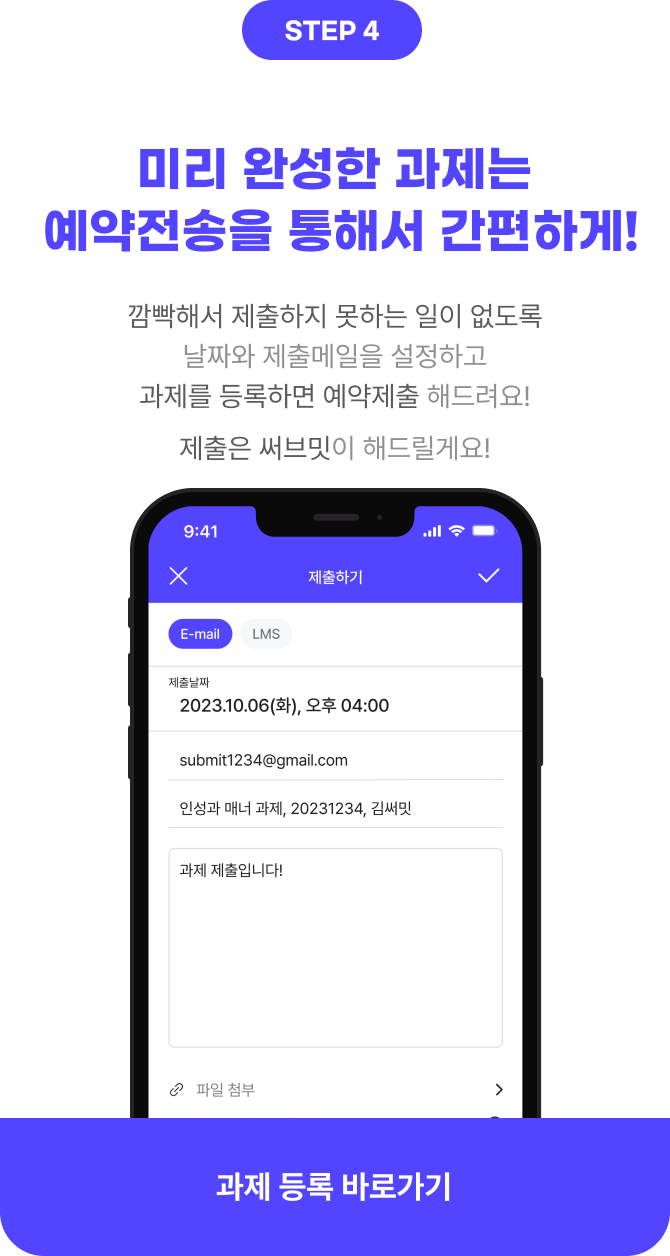 STEP 4
미리 완성한 과제는
예약전송을 통해서 간편하게!
깜빡해서 제출하지 못하는 일이 없도록
날짜와 제출메일을 설정하고
과제를 등록하면 예약제출 해드려요!
제출은 써브밋이 해드릴게요!
9:41
제출하기
E-mail LMS
제출날짜
2023.10.06(화), 오후 04:00
submit1234@gmail.com
인성과 매너 과제, 20231234, 김써밋
과제 제출입니다!
파일 첨부
과제 등록 바로가기